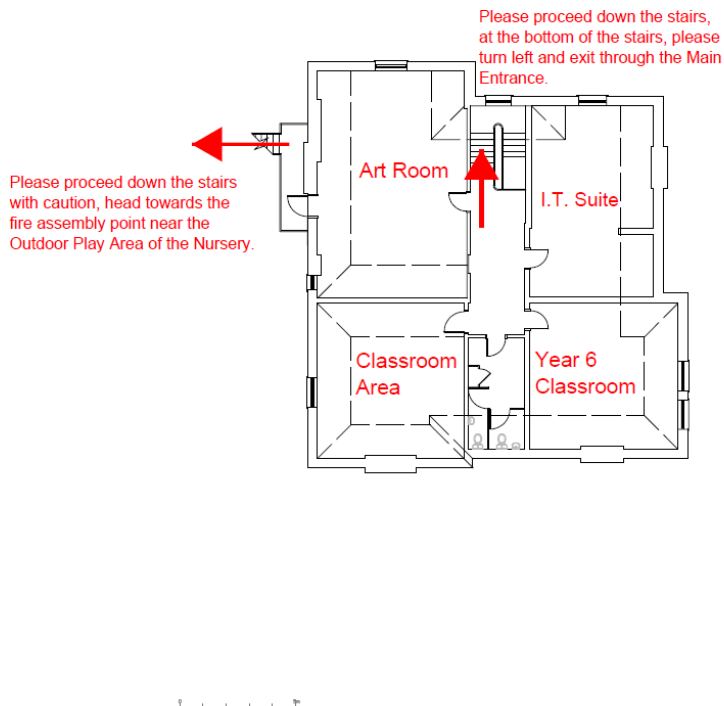 Please proceed down the stairs,
at the bottom of the stairs, please
turn left and exit through the Main
Entrance.
Please proceed down the stairs
with caution, head towards the
fire assembly point near the
Outdoor Play Area of the Nursery.
Art Room
I.T. Suite
Classroom
Area
Year 6
Classroom